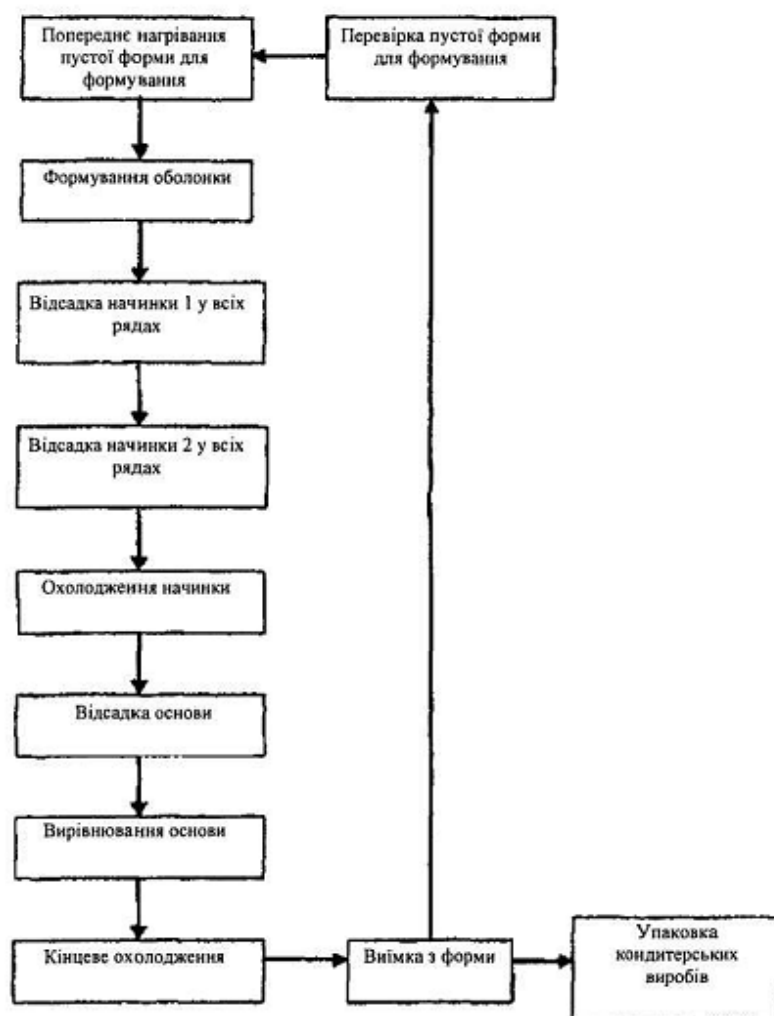 Попереднє нагрівання
пустої форми для
формування
Перевірка пустої форми
для формування
Формування оболонки
Відсадка начинки 1 у всіх
рядах
Відсадка начинки 2 у всіх
рядах
Охолодження начинки
Відсадка основи
Вирівнювання основи
Кінцеве охолодження
Виїмка з форми
Упаковка
кондитерських
виробів